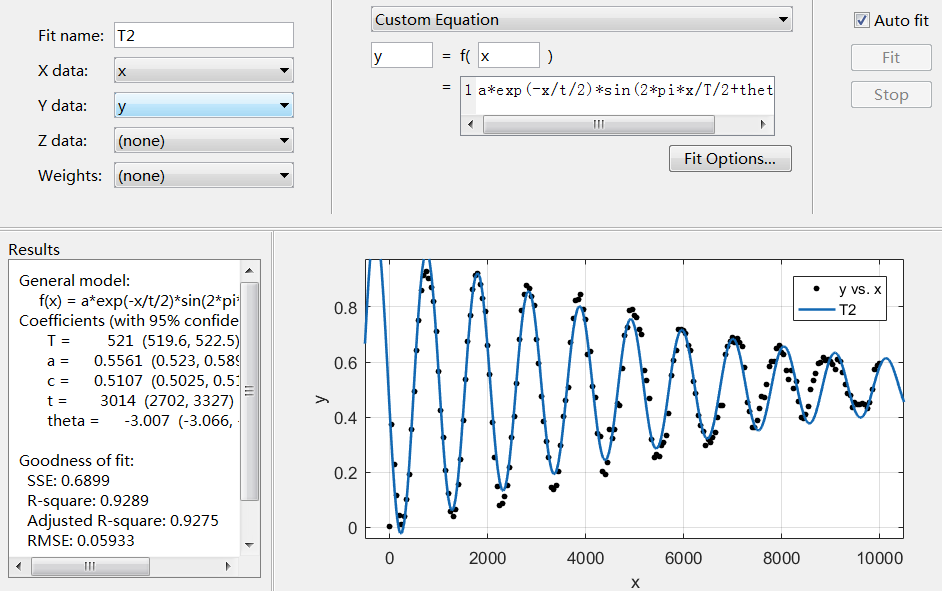 Fit name: T2
X data: x
Y data: y
Z data: (none)
Weights: (none)
Custom Equation
y = f( x )
= 1 a*exp(-x/t/2)*sin(2*pi*x/T/2+thet
Fit Options...
Auto fit
Fit
Stop
Results
General model:
f(x) = a*exp(-x/t/2)*sin(2*pi*
Coefficients (with 95% confide
T = 521 (519.6, 522.5)
a = 0.5561 (0.523, 0.589
c = 0.5107 (0.5025, 0.51
t = 3014 (2702, 3327)
theta = -3.007 (-3.066, -
Goodness of fit:
SSE: 0.6899
R-square: 0.9289
Adjusted R-square: 0.9275
RMSE: 0.05933
y vs. x
T2
0.8
0.6
0.4
0.2
0
y
0 2000 4000 6000 8000 10000
x